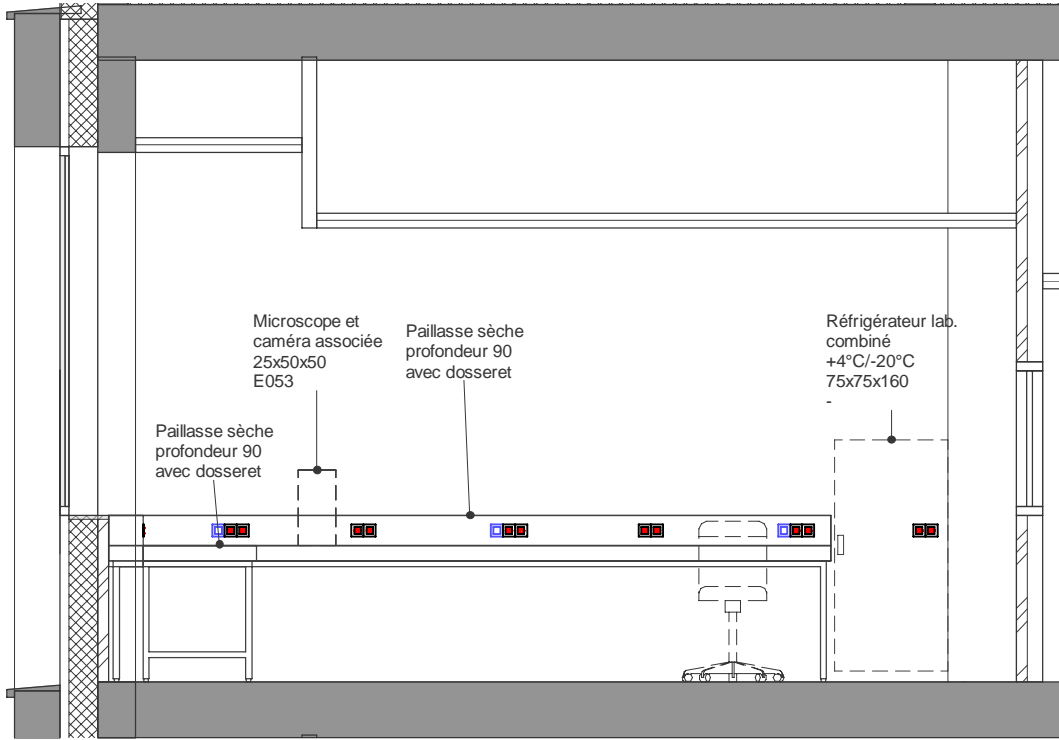 Microscope et
caméra associée
25x50x50
E053
Paillasse sèche
profondeur 90
avec dosseret
Réfrigérateur lab.
combiné
+4°C/-20°C
75x75x160
-
Paillasse sèche
profondeur 90
avec dosseret